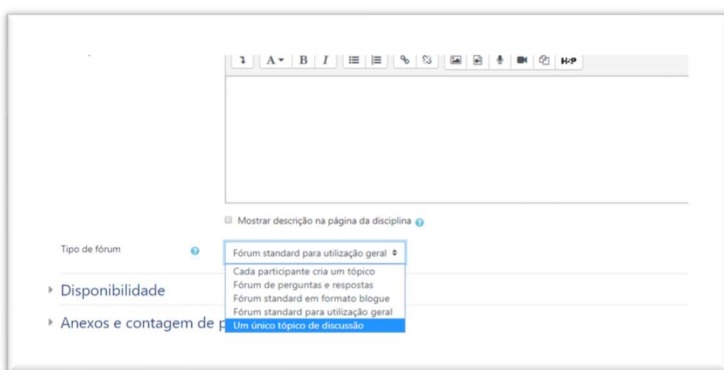 A B I H-P
Mostrar descrição na página da disciplina
Tipo de fórum
Fórum standard para utilização geral
Cada participante cria um tópico
Fórum de perguntas e respostas
Fórum standard em formato blogue
Fórum standard para utilização geral
Disponibilidade
Um único tópico de discussão
Anexos e contagem de p